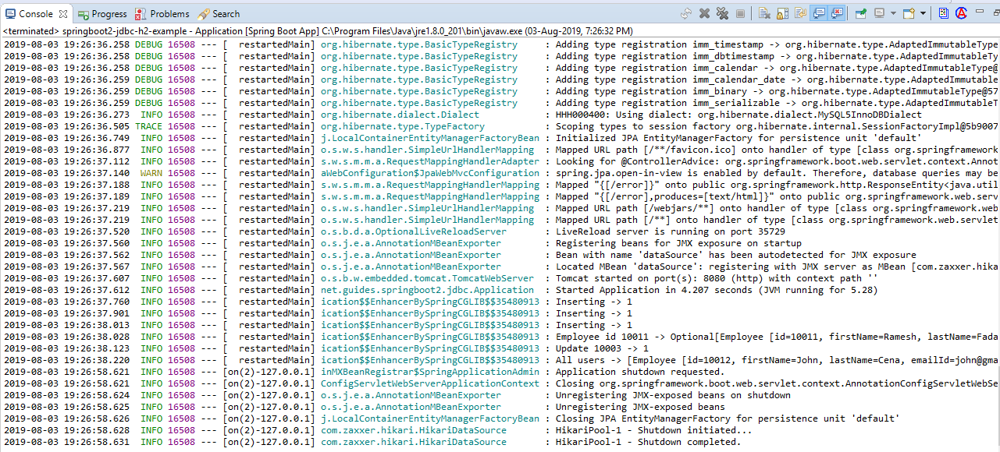 Console Progress Problems Search
<terminated> springboot2-jdbc-h2-example - Application [Spring Boot App] C:\Program Files\Java\jre1.8.0_201\bin\javaw.exe (03-Aug-2019, 7:26:32 PM)
2019-08-03 19:26:36.258 DEBUG 16508 --- [  restartedMain] org.hibernate.type.BasicTypeRegistry     : Adding type registration imm_timestamp -> org.hibernate.type.AdaptedImmutableType
2019-08-03 19:26:36.258 DEBUG 16508 --- [  restartedMain] org.hibernate.type.BasicTypeRegistry     : Adding type registration imm_dbtimestamp -> org.hibernate.type.AdaptedImmutableTy
2019-08-03 19:26:36.258 DEBUG 16508 --- [  restartedMain] org.hibernate.type.BasicTypeRegistry     : Adding type registration imm_calendar -> org.hibernate.type.AdaptedImmutableType@
2019-08-03 19:26:36.259 DEBUG 16508 --- [  restartedMain] org.hibernate.type.BasicTypeRegistry     : Adding type registration imm_calendar_date -> org.hibernate.type.AdaptedImmutable
2019-08-03 19:26:36.259 DEBUG 16508 --- [  restartedMain] org.hibernate.type.BasicTypeRegistry     : Adding type registration imm_binary -> org.hibernate.type.AdaptedImmutableType@57
2019-08-03 19:26:36.259 DEBUG 16508 --- [  restartedMain] org.hibernate.type.BasicTypeRegistry     : Adding type registration imm_serializable -> org.hibernate.type.AdaptedImmutableT
2019-08-03 19:26:36.273  INFO 16508 --- [  restartedMain] org.hibernate.dialect.Dialect            : HHH000400: Using dialect: org.hibernate.dialect.MySQL5InnoDBDialect
2019-08-03 19:26:36.505 TRACE 16508 --- [  restartedMain] org.hibernate.type.TypeFactory           : Scoping types to session factory org.hibernate.internal.SessionFactoryImpl@5b9007
2019-08-03 19:26:36.749  INFO 16508 --- [  restartedMain] j.LocalContainerEntityManagerFactoryBean : Initialized JPA EntityManagerFactory for persistence unit 'default'
2019-08-03 19:26:36.877  INFO 16508 --- [  restartedMain] o.s.w.s.handler.SimpleUrlHandlerMapping  : Mapped URL path [/**/favicon.ico] onto handler of type [class org.springframework
2019-08-03 19:26:37.112  INFO 16508 --- [  restartedMain] s.w.s.m.m.a.RequestMappingHandlerAdapter : Looking for @ControllerAdvice: org.springframework.boot.web.servlet.context.Annot
2019-08-03 19:26:37.140  WARN 16508 --- [  restartedMain] aWebConfiguration$JpaWebMvcConfiguration : spring.jpa.open-in-view is enabled by default. Therefore, database queries may be
2019-08-03 19:26:37.188  INFO 16508 --- [  restartedMain] s.w.s.m.m.a.RequestMappingHandlerMapping : Mapped "{[/error]}" onto public org.springframework.http.ResponseEntity<java.util
2019-08-03 19:26:37.189  INFO 16508 --- [  restartedMain] s.w.s.m.m.a.RequestMappingHandlerMapping : Mapped "{[/error],produces=[text/html]}" onto public org.springframework.web.serv
2019-08-03 19:26:37.219  INFO 16508 --- [  restartedMain] o.s.w.s.handler.SimpleUrlHandlerMapping  : Mapped URL path [/webjars/**] onto handler of type [class org.springframework.web
2019-08-03 19:26:37.219  INFO 16508 --- [  restartedMain] o.s.w.s.handler.SimpleUrlHandlerMapping  : Mapped URL path [/**] onto handler of type [class org.springframework.web.servlet
2019-08-03 19:26:37.520  INFO 16508 --- [  restartedMain] o.s.b.d.a.OptionalLiveReloadServer       : LiveReload server is running on port 35729
2019-08-03 19:26:37.560  INFO 16508 --- [  restartedMain] o.s.j.e.a.AnnotationMBeanExporter        : Registering beans for JMX exposure on startup
2019-08-03 19:26:37.562  INFO 16508 --- [  restartedMain] o.s.j.e.a.AnnotationMBeanExporter        : Bean with name 'dataSource' has been autodetected for JMX exposure
2019-08-03 19:26:37.567  INFO 16508 --- [  restartedMain] o.s.j.e.a.AnnotationMBeanExporter        : Located MBean 'dataSource': registering with JMX server as MBean [com.zaxxer.hika
2019-08-03 19:26:37.607  INFO 16508 --- [  restartedMain] o.s.b.w.embedded.tomcat.TomcatWebServer  : Tomcat started on port(s): 8080 (http) with context path ''
2019-08-03 19:26:37.612  INFO 16508 --- [  restartedMain] net.guides.springboot2.jdbc.Application  : Started Application in 4.207 seconds (JVM running for 5.28)
2019-08-03 19:26:37.760  INFO 16508 --- [  restartedMain] ication$$EnhancerBySpringCGLIB$$35480913 : Inserting -> 1
2019-08-03 19:26:37.901  INFO 16508 --- [  restartedMain] ication$$EnhancerBySpringCGLIB$$35480913 : Inserting -> 1
2019-08-03 19:26:38.013  INFO 16508 --- [  restartedMain] ication$$EnhancerBySpringCGLIB$$35480913 : Inserting -> 1
2019-08-03 19:26:38.028  INFO 16508 --- [  restartedMain] ication$$EnhancerBySpringCGLIB$$35480913 : Employee id 10011 -> Optional[Employee [id=10011, firstName=Ramesh, lastName=Fada
2019-08-03 19:26:38.123  INFO 16508 --- [  restartedMain] ication$$EnhancerBySpringCGLIB$$35480913 : Update 10003 -> 1
2019-08-03 19:26:38.220  INFO 16508 --- [  restartedMain] ication$$EnhancerBySpringCGLIB$$35480913 : All users -> [Employee [id=10012, firstName=John, lastName=Cena, emailId=john@gma
2019-08-03 19:26:58.621  INFO 16508 --- [on(2)-127.0.0.1] inMXBeanRegistrar$SpringApplicationAdmin : Application shutdown requested.
2019-08-03 19:26:58.621  INFO 16508 --- [on(2)-127.0.0.1] ConfigServletWebServerApplicationContext : Closing org.springframework.boot.web.servlet.context.AnnotationConfigServletWebSe
2019-08-03 19:26:58.624  INFO 16508 --- [on(2)-127.0.0.1] o.s.j.e.a.AnnotationMBeanExporter        : Unregistering JMX-exposed beans on shutdown
2019-08-03 19:26:58.625  INFO 16508 --- [on(2)-127.0.0.1] o.s.j.e.a.AnnotationMBeanExporter        : Unregistering JMX-exposed beans
2019-08-03 19:26:58.626  INFO 16508 --- [on(2)-127.0.0.1] j.LocalContainerEntityManagerFactoryBean : Closing JPA EntityManagerFactory for persistence unit 'default'
2019-08-03 19:26:58.628  INFO 16508 --- [on(2)-127.0.0.1] com.zaxxer.hikari.HikariDataSource       : HikariPool-1 - Shutdown initiated...
2019-08-03 19:26:58.631  INFO 16508 --- [on(2)-127.0.0.1] com.zaxxer.hikari.HikariDataSource       : HikariPool-1 - Shutdown completed.